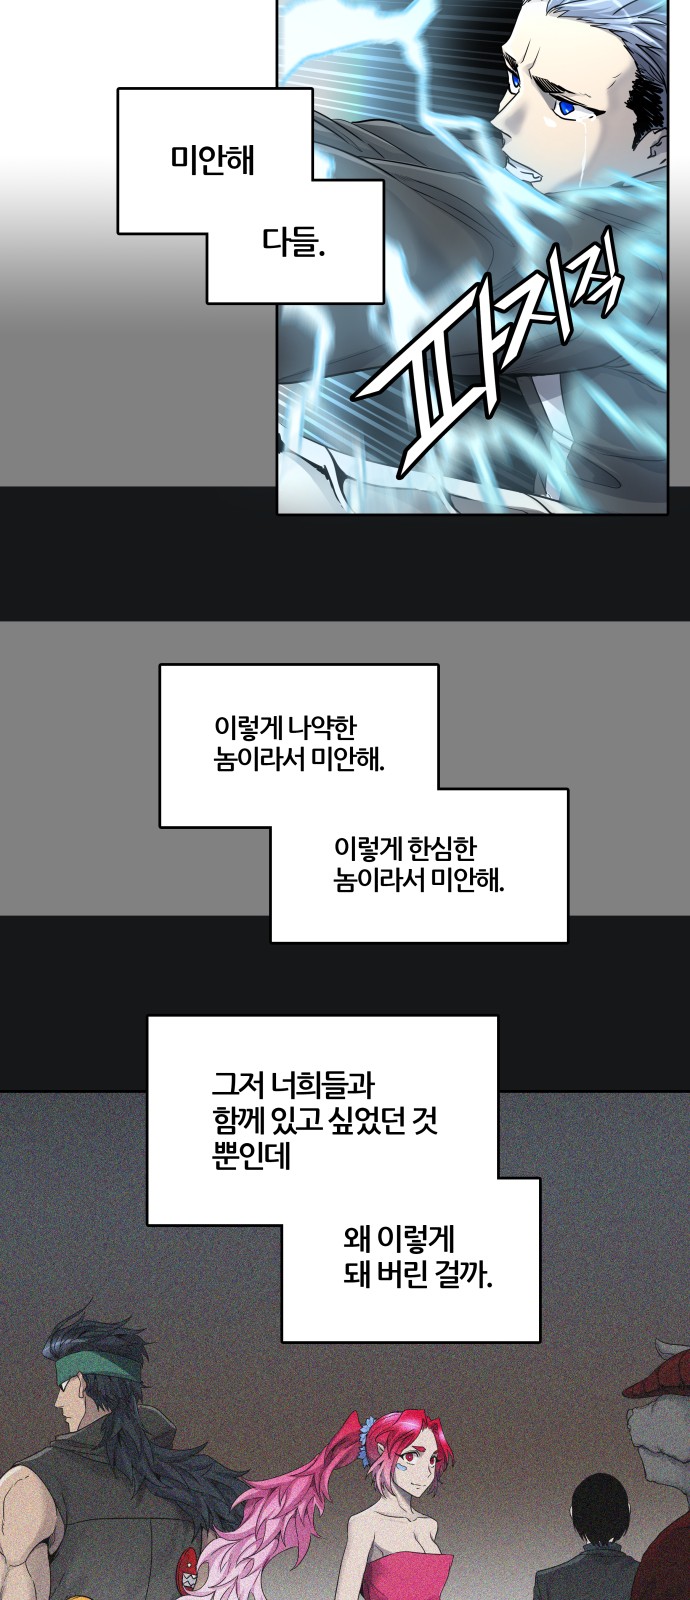 미안해
다들.
파지직
이렇게 나약한
놈이라서 미안해.
이렇게 한심한
놈이라서 미안해.
그저 너희들과
함께 있고 싶었던 것
뿐인데
왜 이렇게
돼 버린 걸까.